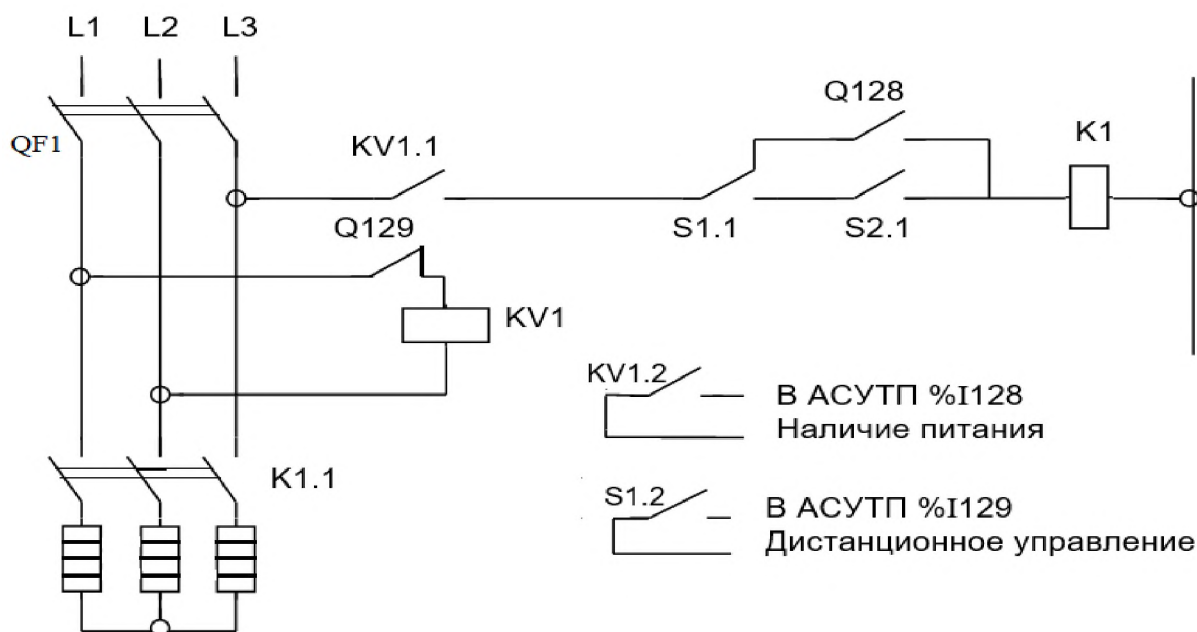 L1 L2 L3
Q128
K1
QF1
KV1.1
S1.1 S2.1
Q129
KV1
KV1.2
В АСУТП %I128
Наличие питания
K1.1
S1.2
В АСУТП %I129
Дистанционное управление